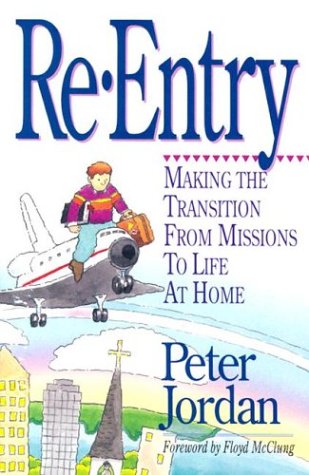 Re•Entry
MAKING THE
TRANSITION
FROM MISSIONS
TO LIFE
AT HOME
Peter
Jordan
Foreword by Floyd McClung